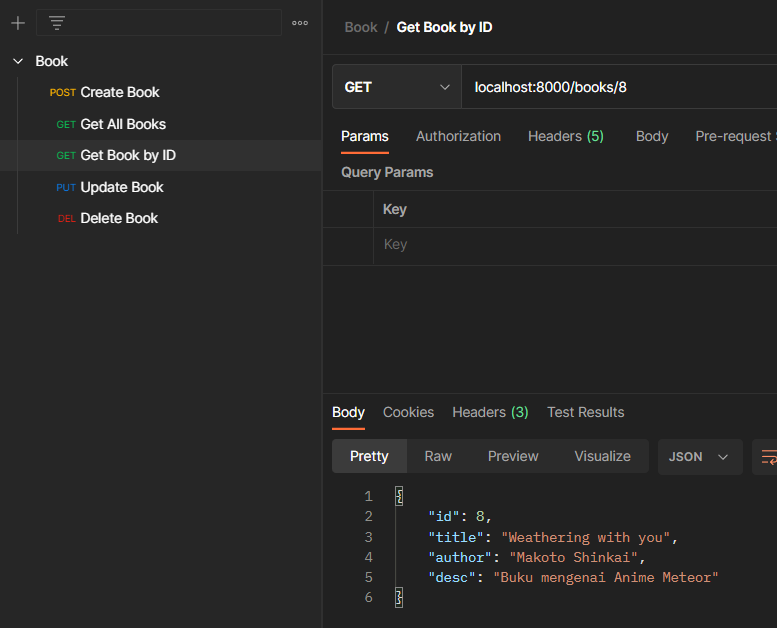 Book
POST Create Book
GET Get All Books
GET Get Book by ID
PUT Update Book
DEL Delete Book
Book / Get Book by ID
GET localhost:8000/books/8
Params Authorization Headers (5) Body Pre-request
Query Params
Key
Key
Body Cookies Headers (3) Test Results
Pretty Raw Preview Visualize JSON
1 {
2 "id": 8,
3 "title": "Weathering with you",
4 "author": "Makoto Shinkai",
5 "desc": "Buku mengenai Anime Meteor"
6 }